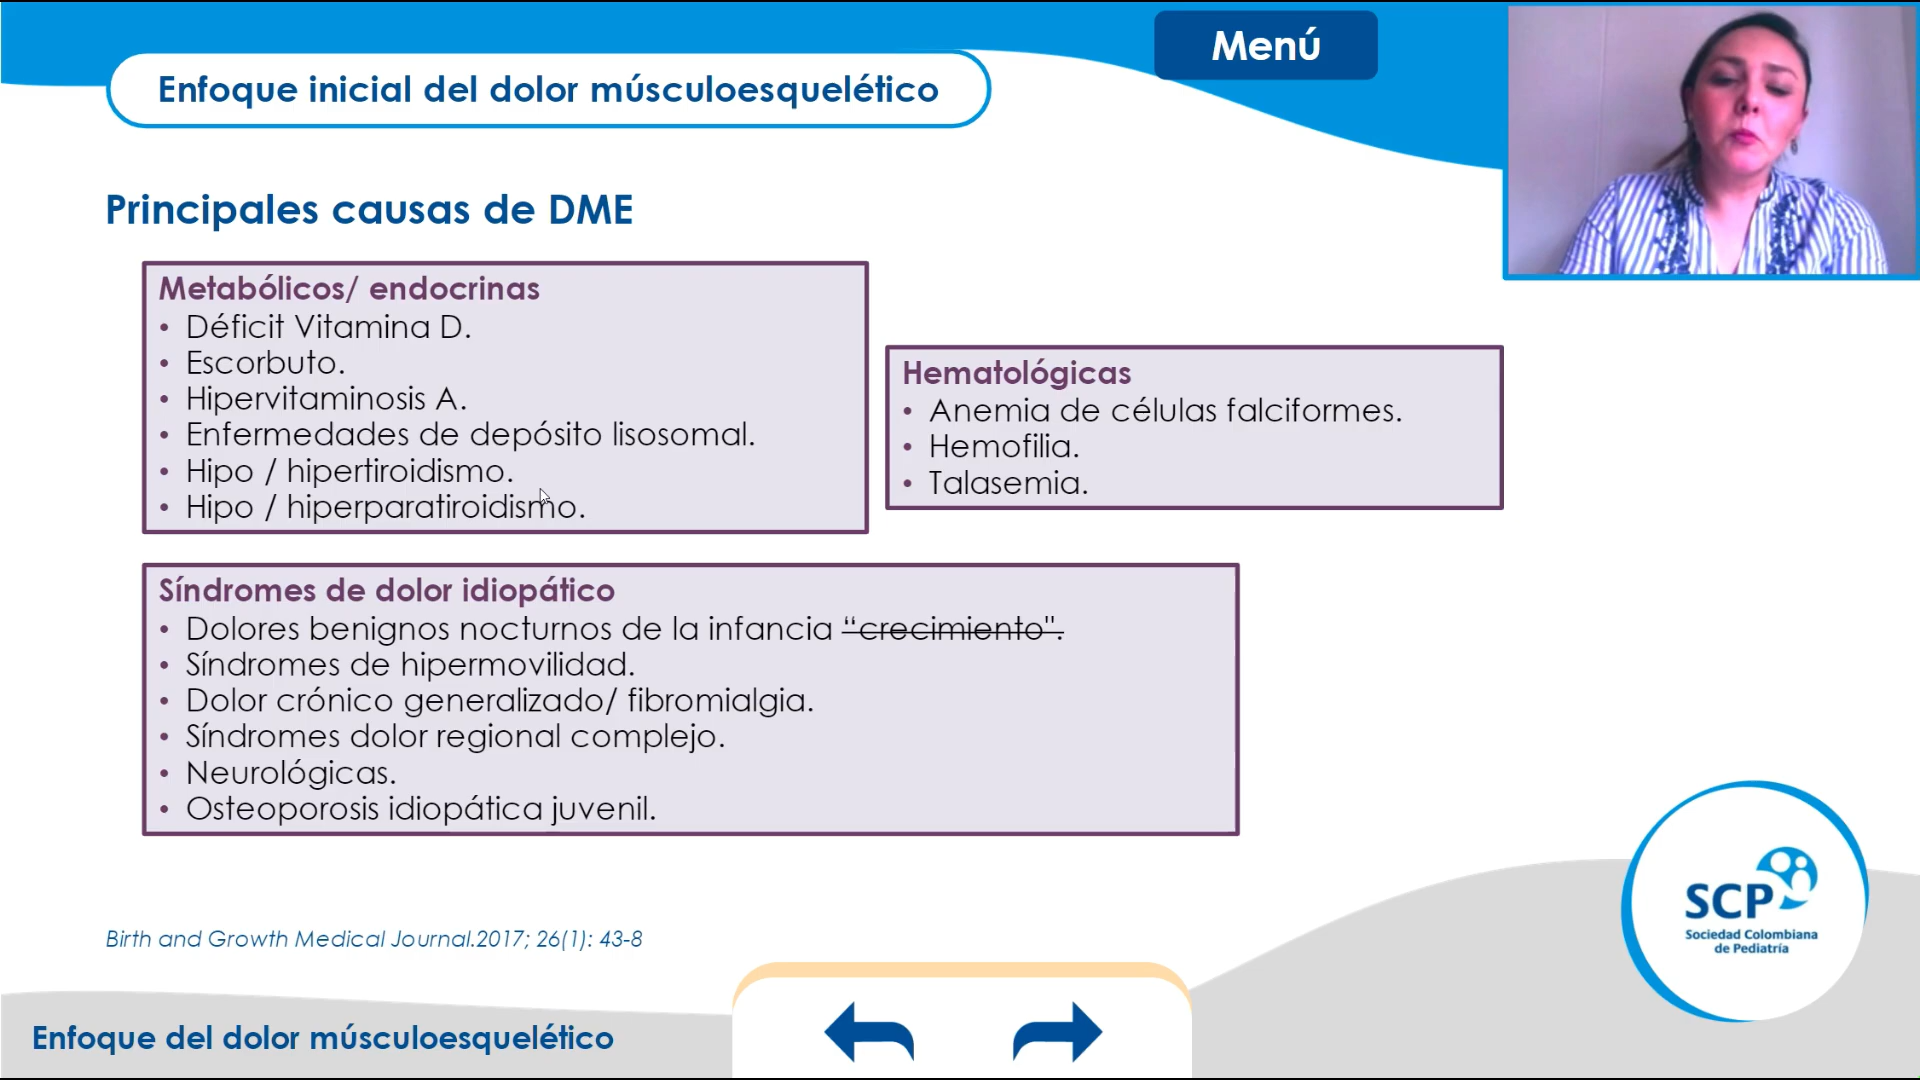 Menú
Enfoque inicial del dolor músculoesquelético
Principales causas de DME
Metabólicos/ endocrinas
• Déficit Vitamina D.
• Escorbuto.
• Hipervitaminosis A.
• Enfermedades de depósito lisosomal.
• Hipo / hipertiroidismo.
• Hipo / hiperparatiroidismo.
Hematológicas
• Anemia de células falciformes.
• Hemofilia.
• Talasemia.
Síndromes de dolor idiopático
• Dolores benignos nocturnos de la infancia “crecimiento".
• Síndromes de hipermovilidad.
• Dolor crónico generalizado/ fibromialgia.
• Síndromes dolor regional complejo.
• Neurológicas.
• Osteoporosis idiopática juvenil.
Birth and Growth Medical Journal.2017; 26(1): 43-8
SCP
Sociedad Colombiana
de Pediatría
Enfoque del dolor músculoesquelético